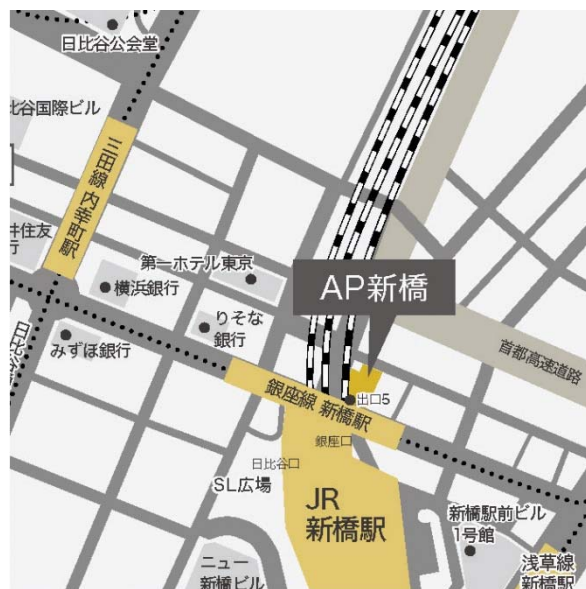 日比谷公会堂
比谷国際ビル
三田線 内幸町駅
井住友
行
第一ホテル東京
横浜銀行
AP新橋
りそな
銀行
みずほ銀行
日比谷
首都高速道路
銀座線 新橋駅
出口5
銀座口
日比谷口
SL広場
JR
新橋駅
新橋駅前ビル
1号館
ニュー
新橋ビル
浅草線
新橋駅